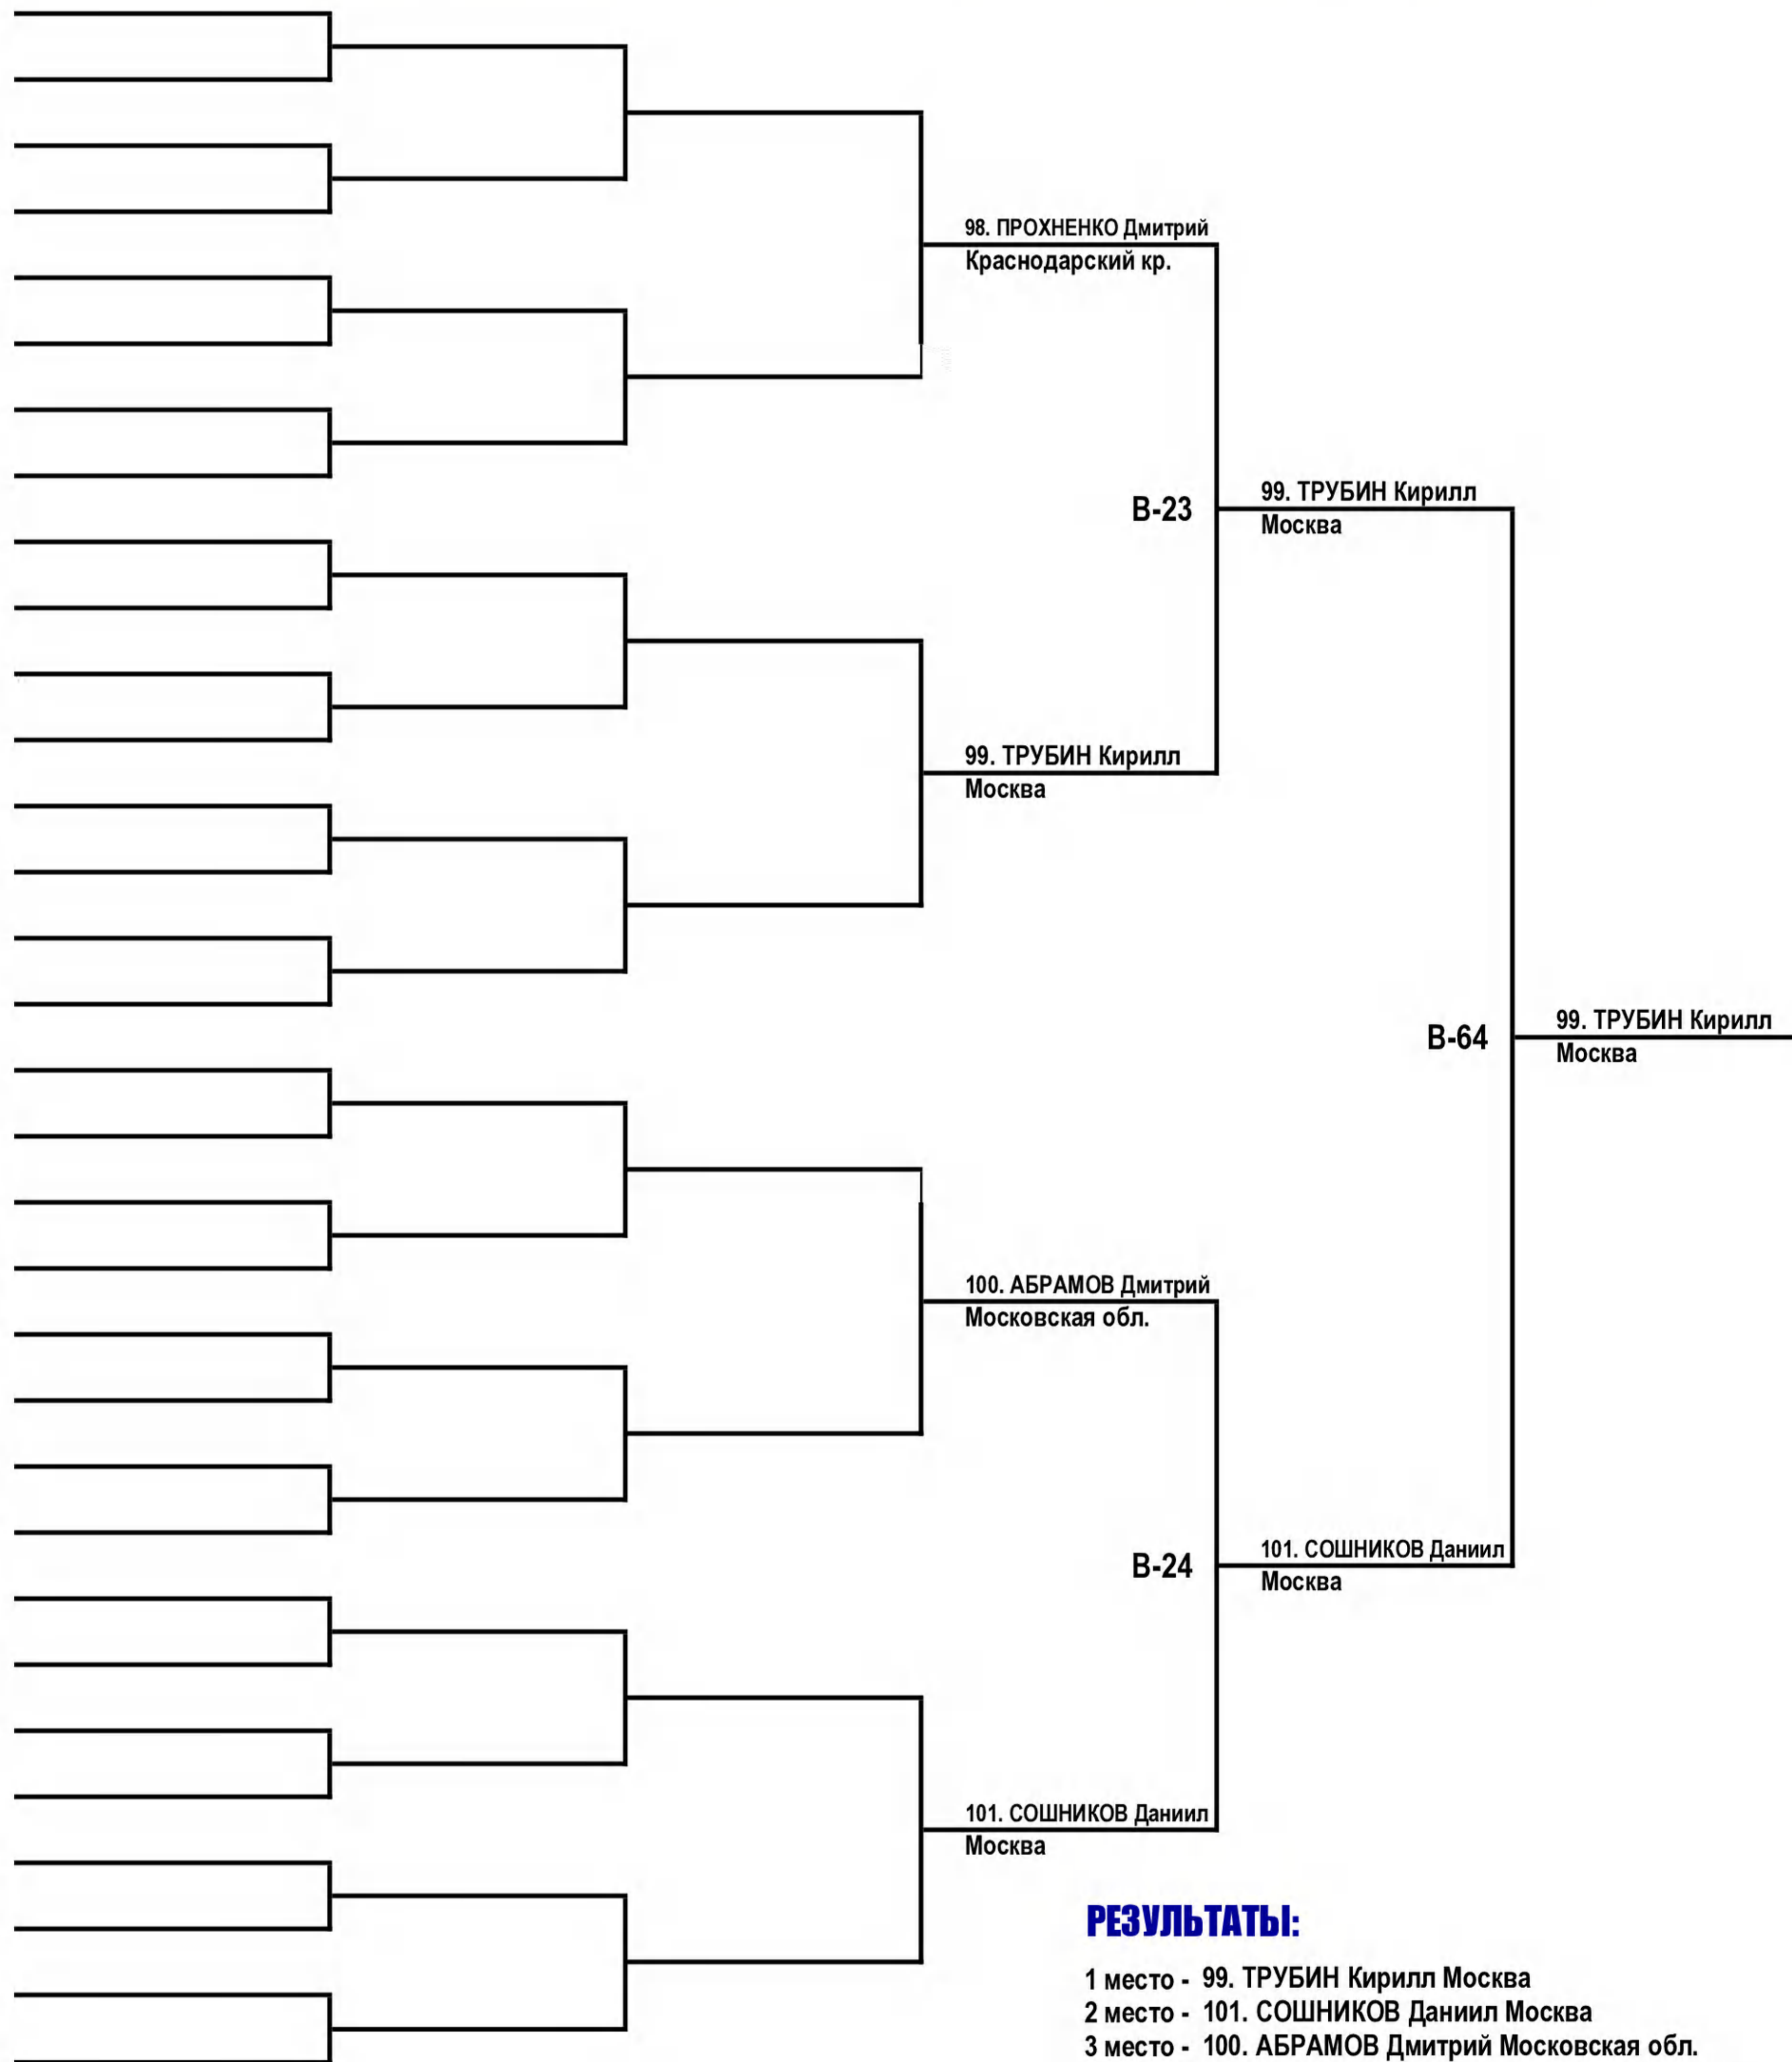 98. ПРОХНЕНКО Дмитрий
Краснодарский кр.
99. ТРУБИН Кирилл
В-23
Москва
99. ТРУБИН Кирилл
Москва
99. ТРУБИН Кирилл
В-64
Москва
100. АБРАМОВ Дмитрий
Московская обл.
101. СОШНИКОВ Даниил
В-24
Москва
101. СОШНИКОВ Даниил
Москва
РЕЗУЛЬТАТЫ:
1 место - 99. ТРУБИН Кирилл Москва
2 место - 101. СОШНИКОВ Даниил Москва
3 место - 100. АБРАМОВ Дмитрий Московская обл.